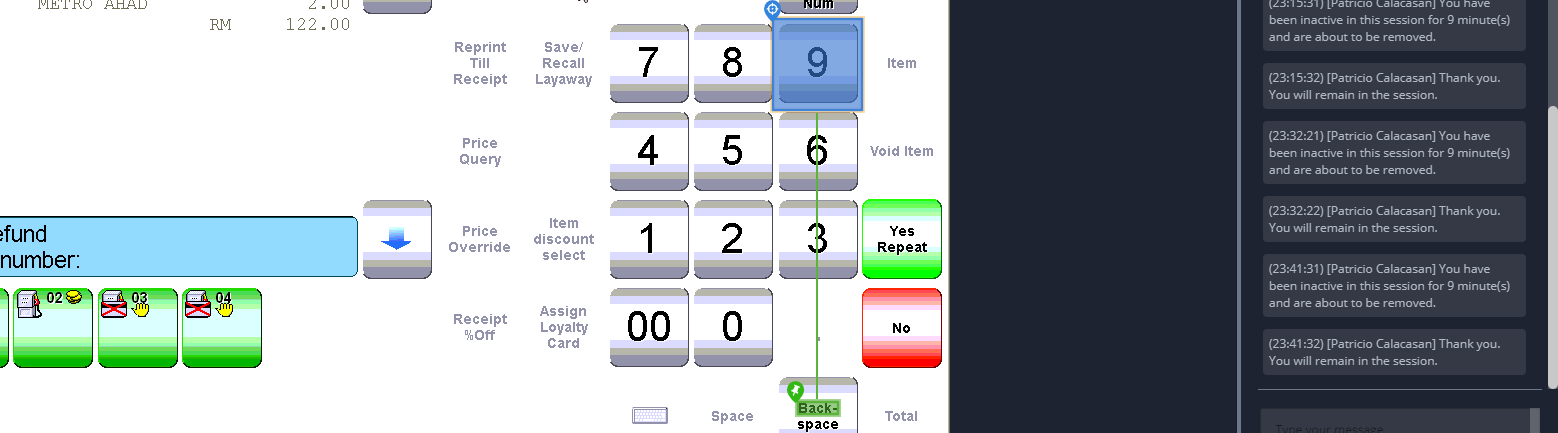 METRO AHAD 2.00
RM 122.00
Num
Reprint
Till
Receipt
Save/
Recall
Layaway
7
8
9
Item
Price
Query
4
5
6
Void Item
efund
number:
Price
Override
Item
discount
select
1
2
3
Yes
Repeat
02
03
04
Receipt
%Off
Assign
Loyalty
Card
00
0
.
No
Space
Back-
space
Total
(23:15:31) [Patricio Calacasan] You have
been inactive in this session for 9 minute(s)
and are about to be removed.
(23:15:32) [Patricio Calacasan] Thank you.
You will remain in the session.
(23:32:21) [Patricio Calacasan] You have
been inactive in this session for 9 minute(s)
and are about to be removed.
(23:32:22) [Patricio Calacasan] Thank you.
You will remain in the session.
(23:41:31) [Patricio Calacasan] You have
been inactive in this session for 9 minute(s)
and are about to be removed.
(23:41:32) [Patricio Calacasan] Thank you.
You will remain in the session.
Type your message